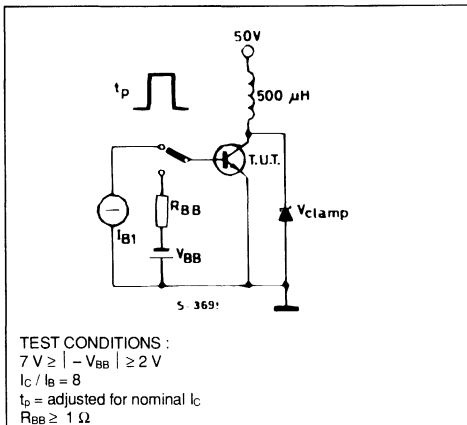 50V
tp
500 μH
T.U.T.
RBB
Vclamp
IB1
VBB
S-3691
TEST CONDITIONS :
7 V ≥ | – VBB | ≥ 2 V
IC / IB = 8
tp = adjusted for nominal IC
RBB ≥ 1 Ω